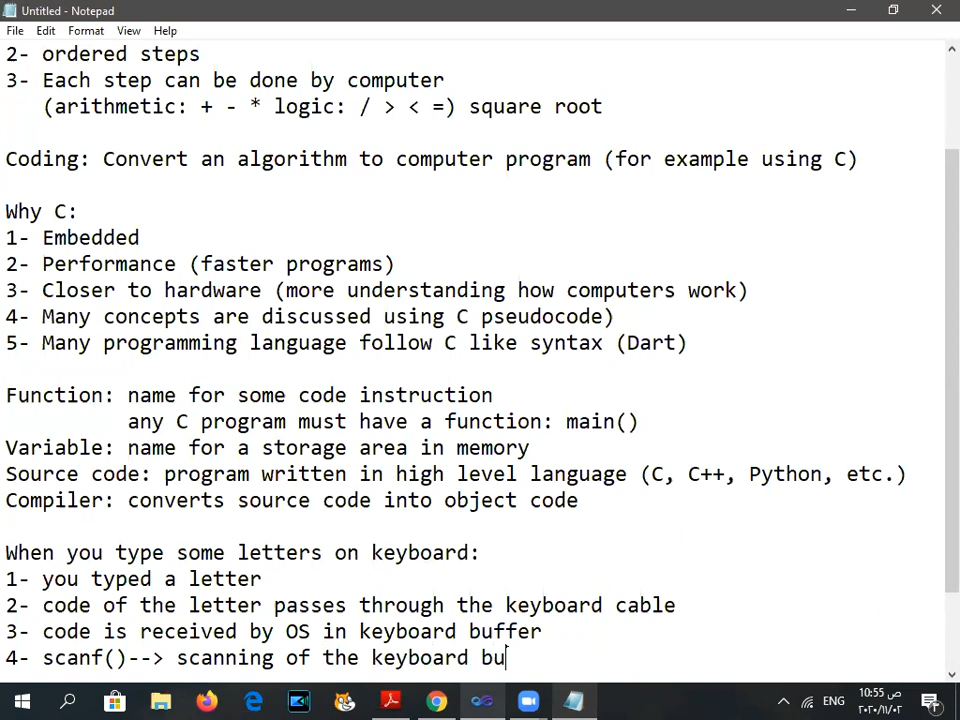 Untitled - Notepad
File Edit Format View Help
2- ordered steps
3- Each step can be done by computer
(arithmetic: + - * logic: / > < =) square root
Coding: Convert an algorithm to computer program (for example using C)
Why C:
1- Embedded
2- Performance (faster programs)
3- Closer to hardware (more understanding how computers work)
4- Many concepts are discussed using C pseudocode)
5- Many programming language follow C like syntax (Dart)
Function: name for some code instruction
any C program must have a function: main()
Variable: name for a storage area in memory
Source code: program written in high level language (C, C++, Python, etc.)
Compiler: converts source code into object code
When you type some letters on keyboard:
1- you typed a letter
2- code of the letter passes through the keyboard cable
3- code is received by OS in keyboard buffer
4- scanf()--> scanning of the keyboard bu
ENG
10:55 ص
٢٠٢٠/١١/٠٢